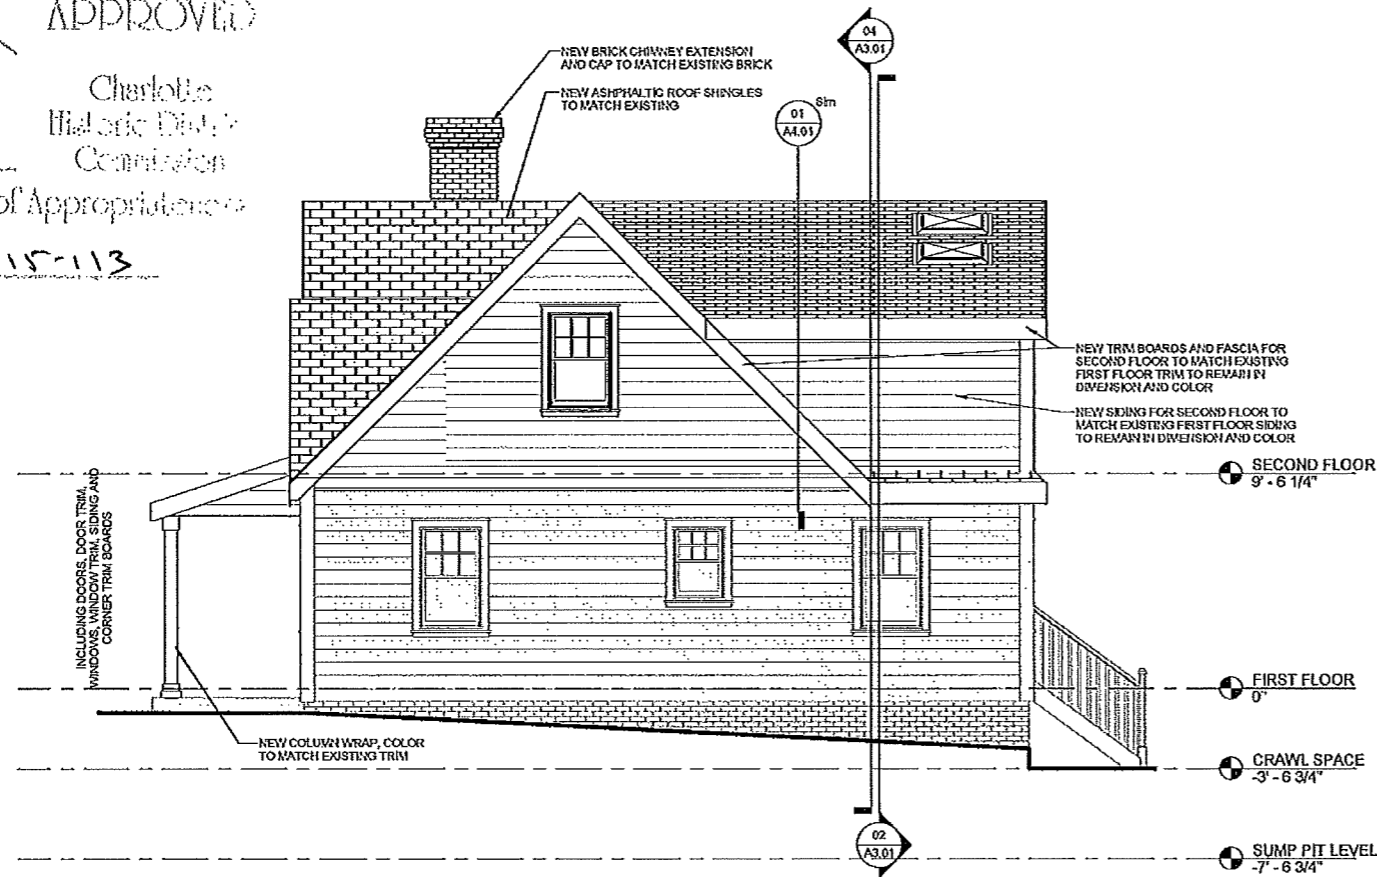 APPROVED
Charlotte
Historic District
Commission
of Appropriateness
15-113
NEW BRICK CHIMNEY EXTENSION
AND CAP TO MATCH EXISTING BRICK
NEW ASHPHALTIC ROOF SHINGLES
TO MATCH EXISTING
04
A3.01
01
A4.01
Sim
NEW TRIM BOARDS AND FASCIA FOR
SECOND FLOOR TO MATCH EXISTING
FIRST FLOOR TRIM TO REMAIN IN
DIMENSION AND COLOR
NEW SIDING FOR SECOND FLOOR TO
MATCH EXISTING FIRST FLOOR SIDING
TO REMAIN IN DIMENSION AND COLOR
SECOND FLOOR
9' - 6 1/4"
INCLUDING DOORS, DOOR TRIM,
WINDOWS, WINDOW TRIM, SIDING AND
CORNER TRIM BOARDS
FIRST FLOOR
0"
NEW COLUMN WRAP, COLOR
TO MATCH EXISTING TRIM
CRAWL SPACE
-3' - 6 3/4"
02
A3.01
SUMP PIT LEVEL
-7' - 6 3/4"